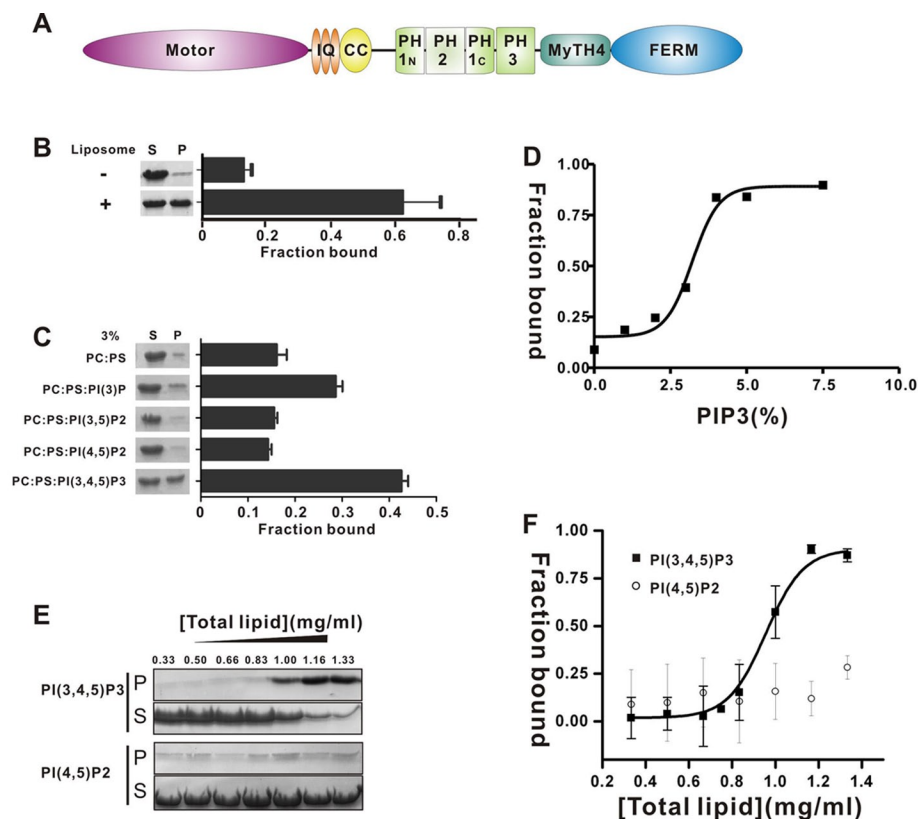 A
Motor IQ CC PH 1N PH 2 PH 1C PH 3 MyTH4 FERM
B
Liposome S P
-
+
0 0.2 0.4 0.6 0.8
Fraction bound
C
3% S P
PC:PS
PC:PS:PI(3)P
PC:PS:PI(3,5)P2
PC:PS:PI(4,5)P2
PC:PS:PI(3,4,5)P3
0 0.1 0.2 0.3 0.4 0.5
Fraction bound
D
Fraction bound
1.00
0.75
0.50
0.25
0.00
0.0 2.5 5.0 7.5 10.0
PIP3(%)
E
[Total lipid](mg/ml)
0.33 0.50 0.66 0.83 1.00 1.16 1.33
PI(3,4,5)P3
P
S
PI(4,5)P2
P
S
F
Fraction bound
1.00
0.75
0.50
0.25
0.00
PI(3,4,5)P3
PI(4,5)P2
0.2 0.4 0.6 0.8 1.0 1.2 1.4
[Total lipid](mg/ml)